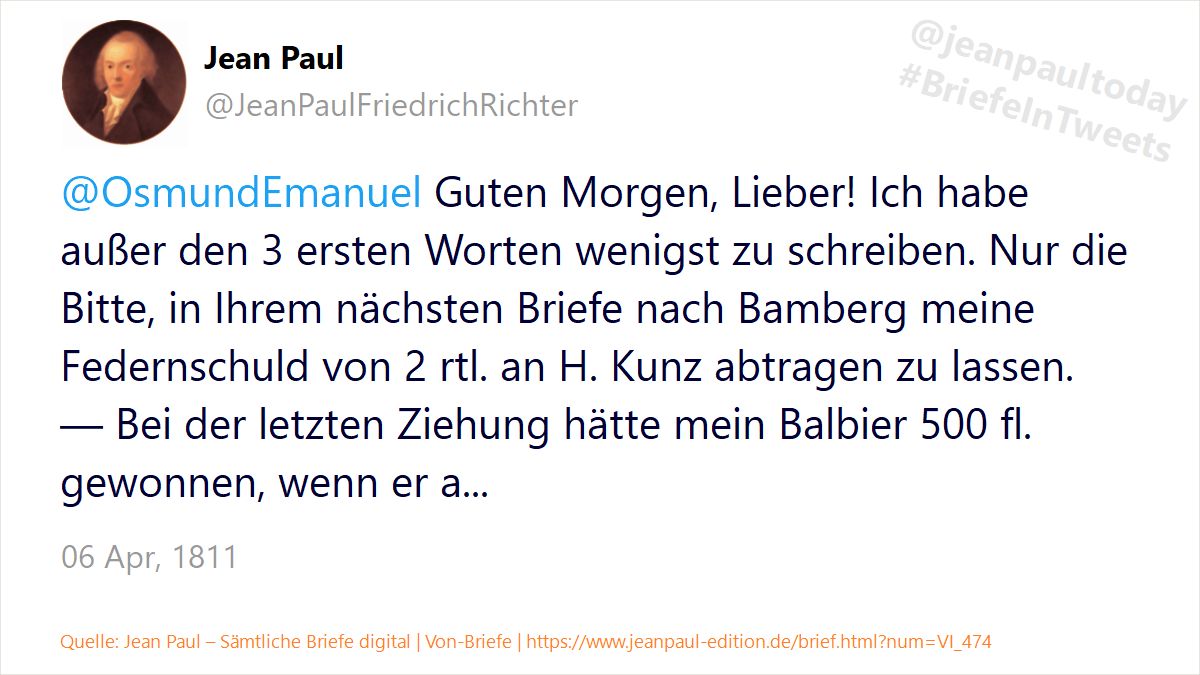 Jean Paul
@JeanPaulFriedrichRichter
@jeanpaultoday
#BriefeInTweets
@OsmundEmanuel Guten Morgen, Lieber! Ich habe
außer den 3 ersten Worten wenigst zu schreiben. Nur die
Bitte, in Ihrem nächsten Briefe nach Bamberg meine
Federnschuld von 2 rtl. an H. Kunz abtragen zu lassen.
— Bei der letzten Ziehung hätte mein Balbier 500 fl.
gewonnen, wenn er a...
06 Apr, 1811
Quelle: Jean Paul – Sämtliche Briefe digital | Von-Briefe | https://www.jeanpaul-edition.de/brief.html?num=VI_474